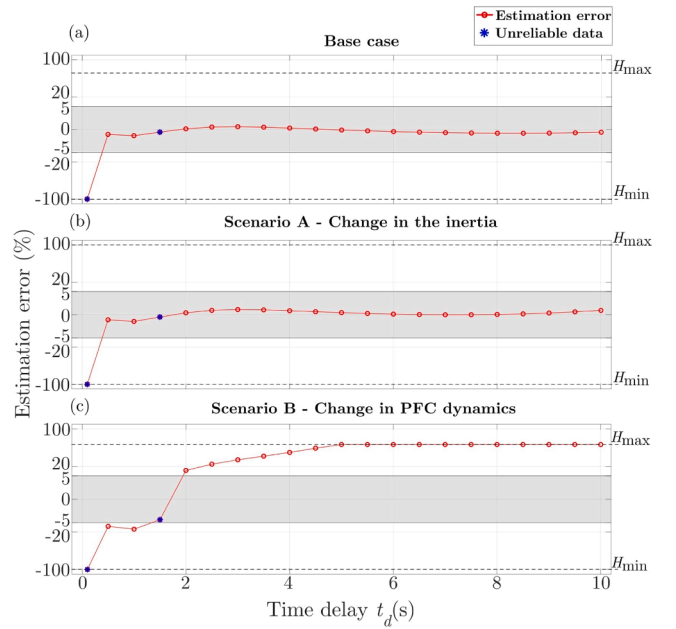 Estimation error
Unreliable data
(a)
Base case
100
20
5
0
-5
-20
-100
Hmax
Hmin
(b)
Scenario A - Change in the inertia
100
20
5
0
-5
-20
-100
Hmax
Hmin
Estimation error (%)
(c)
Scenario B - Change in PFC dynamics
100
20
5
0
-5
-20
-100
Hmax
Hmin
0 2 4 6 8 10
Time delay td(s)